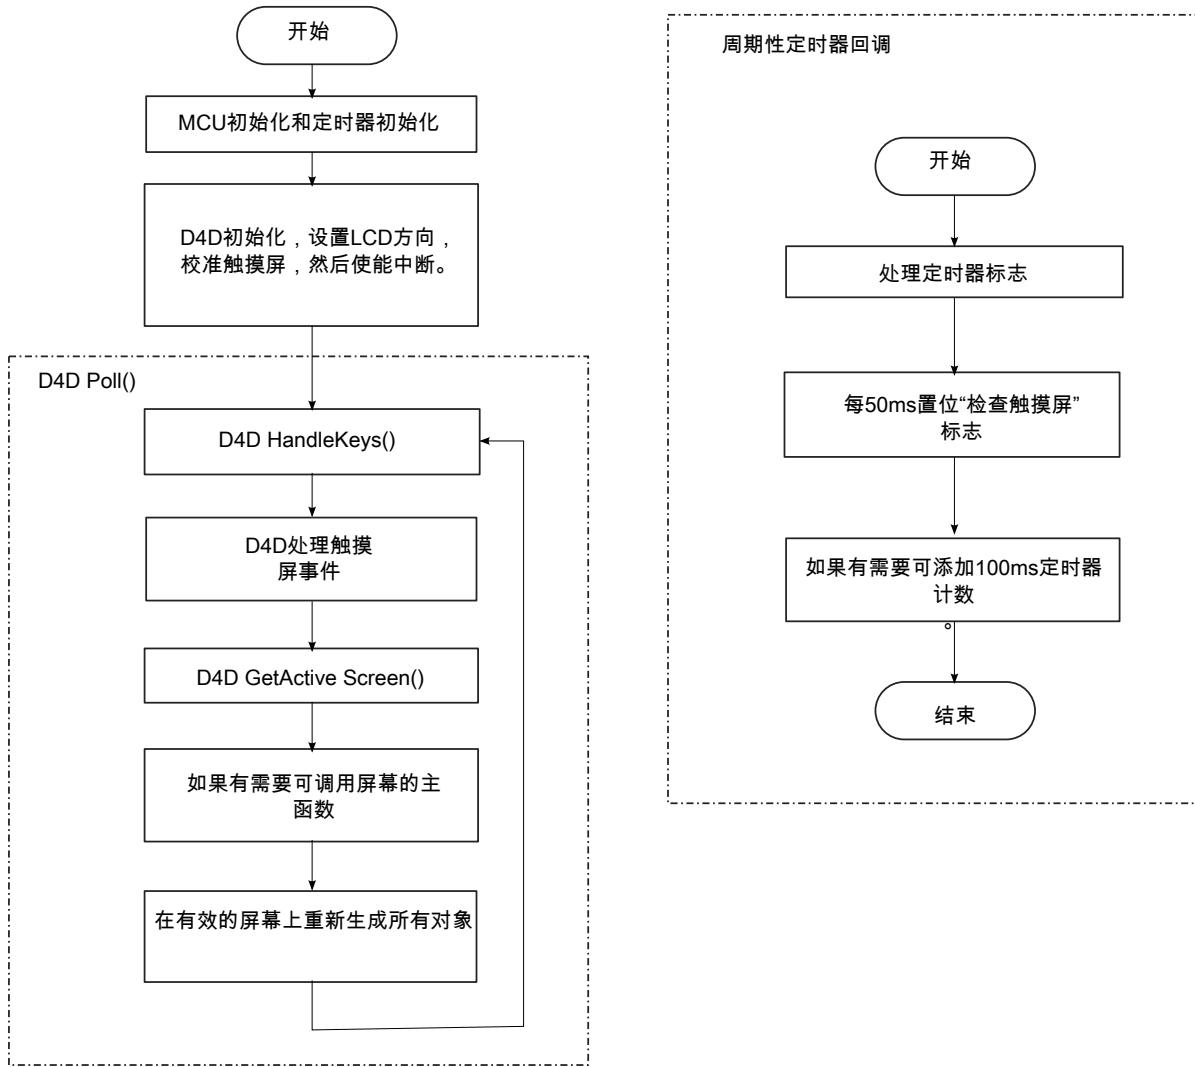 开始
MCU初始化和定时器初始化
D4D初始化，设置LCD方向，
校准触摸屏，然后使能中断。
D4D Poll()
D4D HandleKeys()
D4D处理触摸
屏事件
D4D GetActive Screen()
如果有需要可调用屏幕的主
函数
在有效的屏幕上重新生成所有对象
周期性定时器回调
开始
处理定时器标志
每50ms置位“检查触摸屏”
标志
如果有需要可添加100ms定时器
计数
。
结束